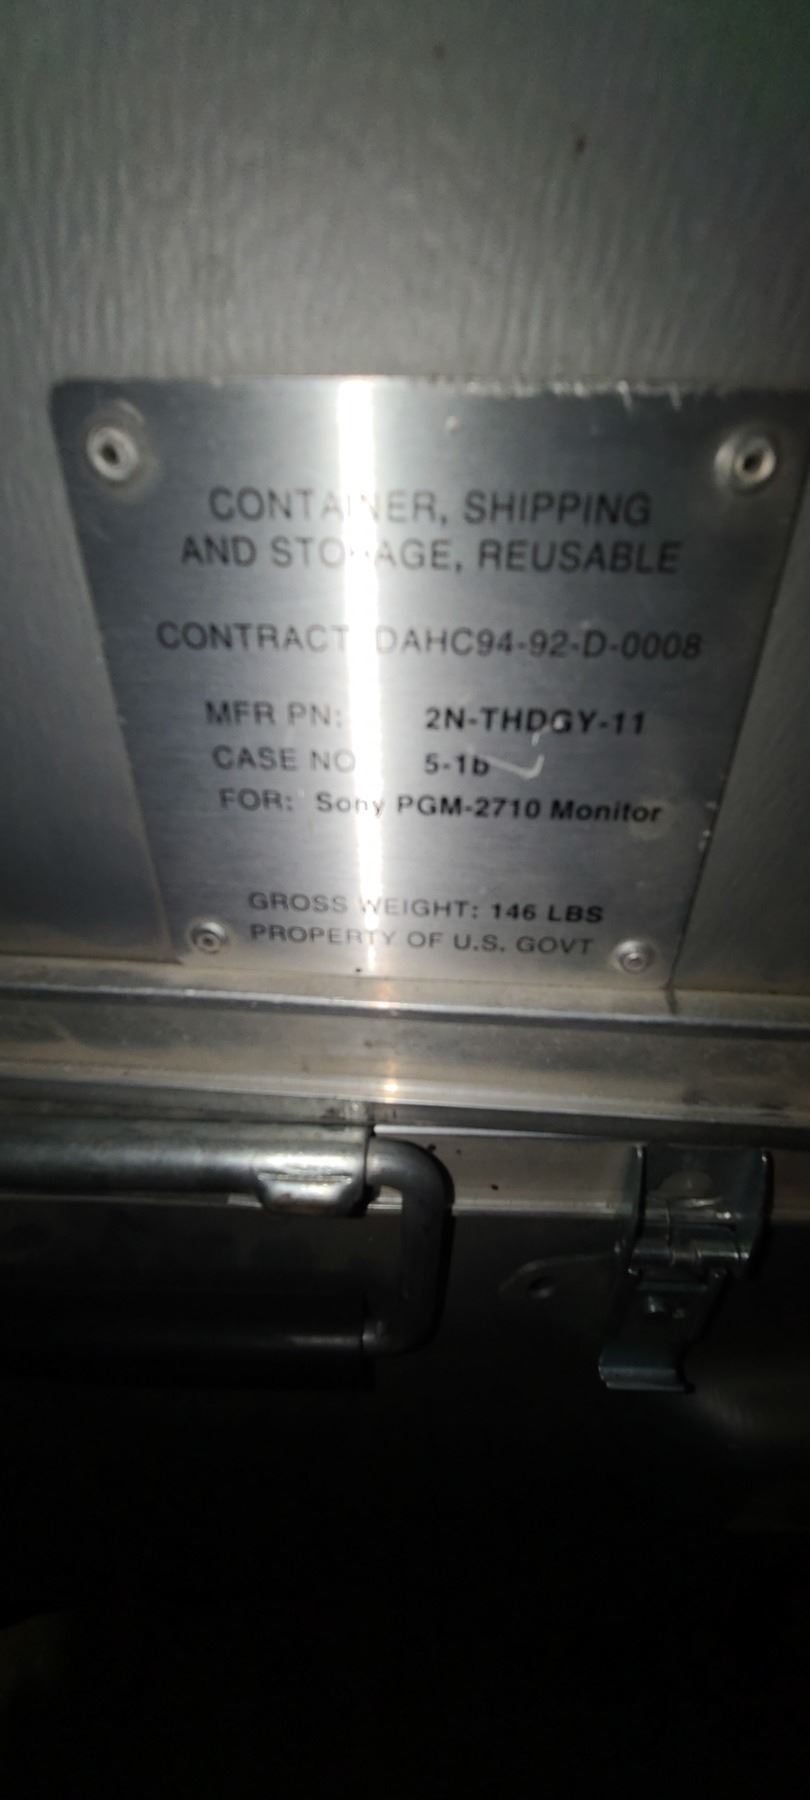 CONTAINER, SHIPPING
AND STORAGE, REUSABLE
CONTRACT DAHC94-92-D-0008
MFR PN: 2N-THDGY-11
CASE NO 5-1b
FOR: Sony PGM-2710 Monitor
GROSS WEIGHT: 146 LBS
PROPERTY OF U.S. GOVT